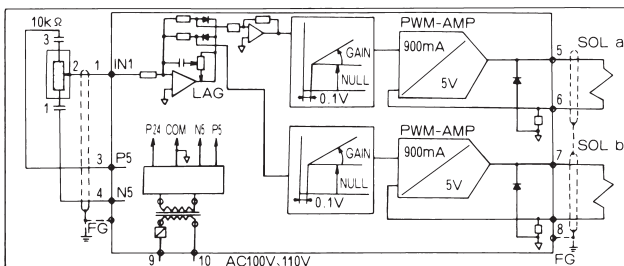 10kΩ
3
2
1
1
IN1
LAG
P24 COM N5 P5
3
P5
4
N5
FG
9
10
AC100V、110V
GAIN
NULL
0.1V
PWM-AMP
900mA
5V
5
6
SOL a
GAIN
NULL
0.1V
PWM-AMP
900mA
5V
7
8
SOL b
FG